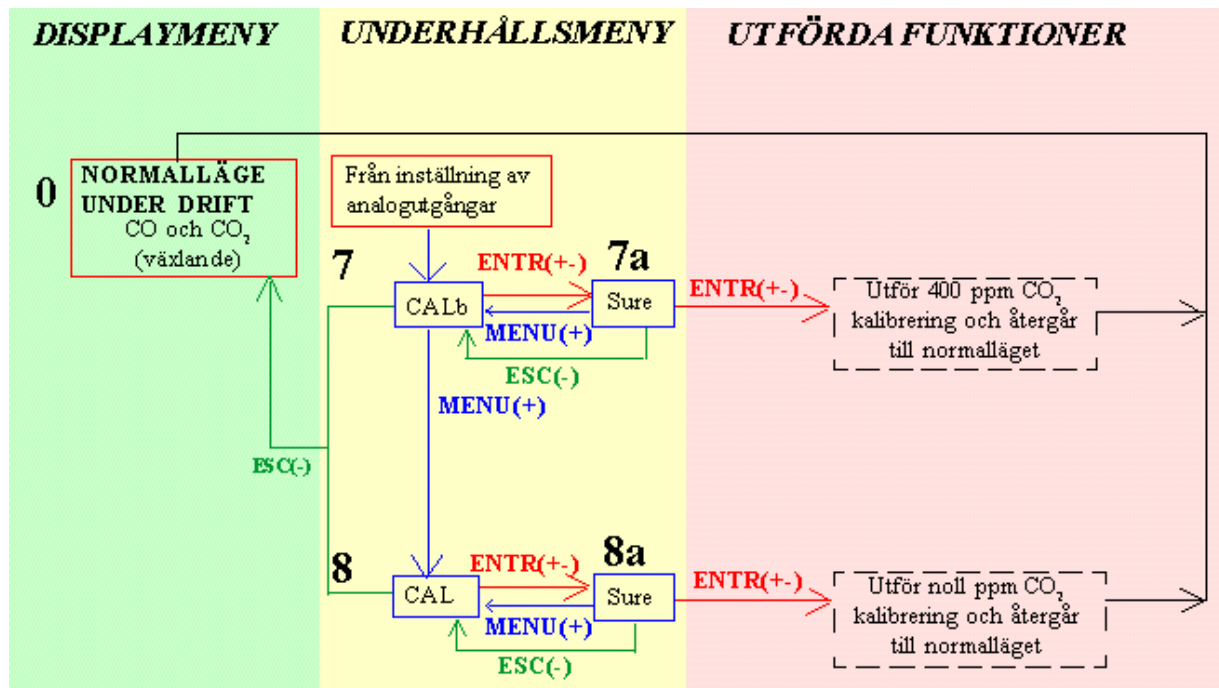 DISPLAYMENY
UNDERHÅLLSMENY
UTFÖRDA FUNKTIONER
0
NORMALLÄGE
UNDER DRIFT
CO och CO₂
(växlande)
Från inställning av
analogutgångar
7
CALb
ENTR(+-)
7a
Sure
MENU(+)
ESC(-)
ENTR(+-)
Utför 400 ppm CO₂
kalibrering och återgår
till normalläget
MENU(+)
ESC(-)
8
CAL
ENTR(+-)
8a
Sure
MENU(+)
ESC(-)
ENTR(+-)
Utför noll ppm CO₂
kalibrering och återgår
till normalläget